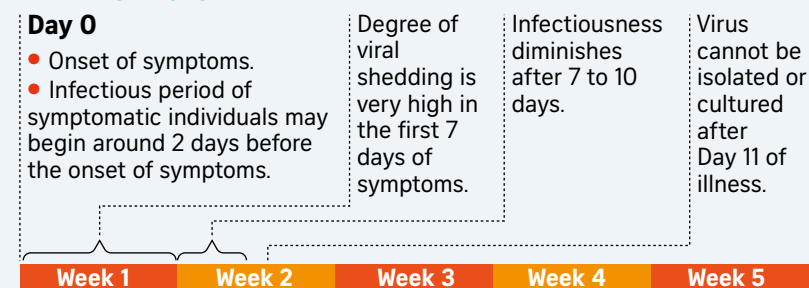 Day 0
• Onset of symptoms.
• Infectious period of
symptomatic individuals may
begin around 2 days before
the onset of symptoms.
Degree of
viral
shedding is
very high in
the first 7
days of
symptoms.
Infectiousness
diminishes
after 7 to 10
days.
Virus
cannot be
isolated or
cultured
after
Day 11 of
illness.
Week 1
Week 2
Week 3
Week 4
Week 5